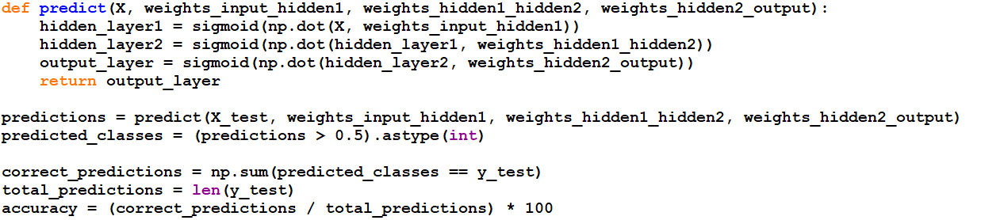 def predict(X, weights_input_hidden1, weights_hidden1_hidden2, weights_hidden2_output):
    hidden_layer1 = sigmoid(np.dot(X, weights_input_hidden1))
    hidden_layer2 = sigmoid(np.dot(hidden_layer1, weights_hidden1_hidden2))
    output_layer = sigmoid(np.dot(hidden_layer2, weights_hidden2_output))
    return output_layer

predictions = predict(X_test, weights_input_hidden1, weights_hidden1_hidden2, weights_hidden2_output)
predicted_classes = (predictions > 0.5).astype(int)

correct_predictions = np.sum(predicted_classes == y_test)
total_predictions = len(y_test)
accuracy = (correct_predictions / total_predictions) * 100